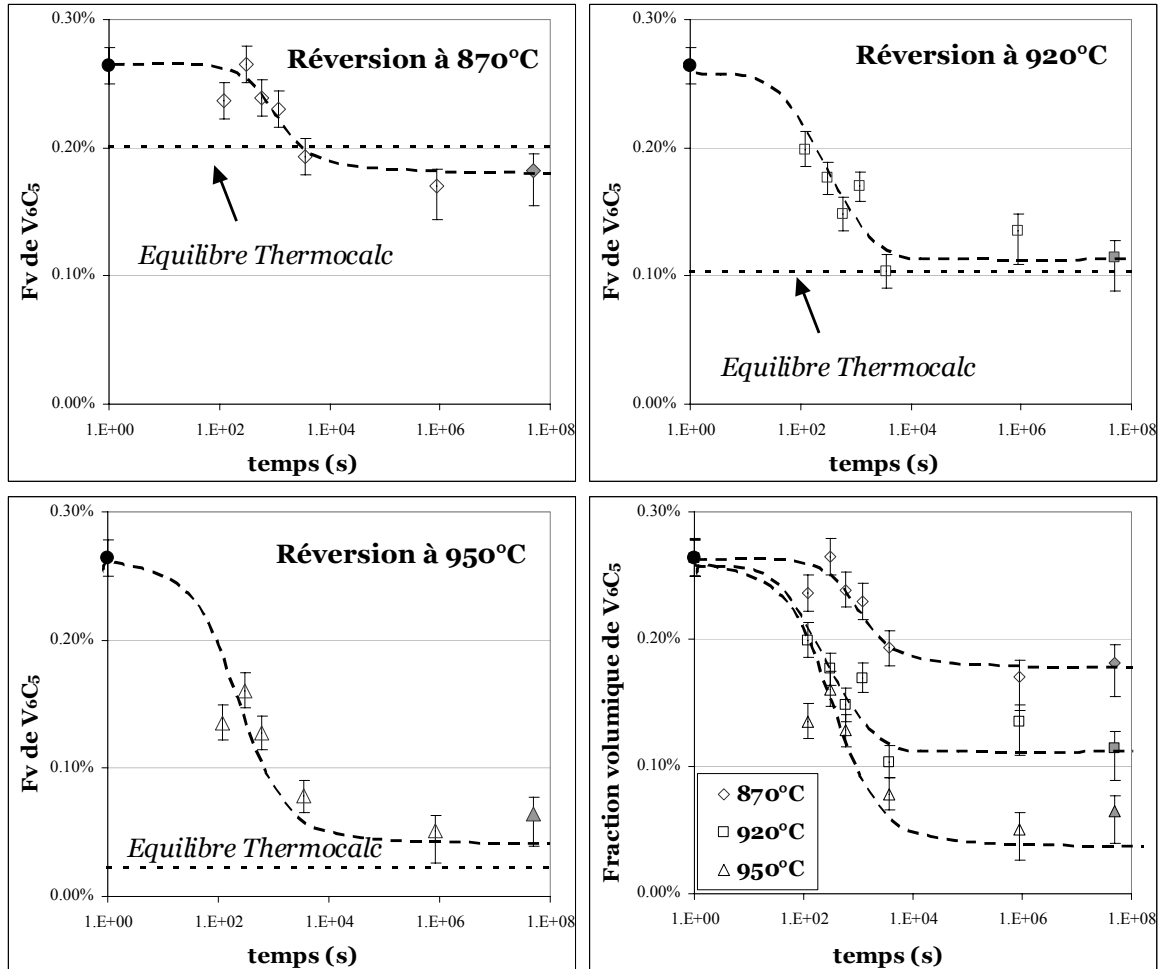 0.30%
Réversion à 870°C
0.20%
Equilibre Thermocalc
0.10%
0.00%
Fv de V6C5
1.E+00 1.E+02 1.E+04 1.E+06 1.E+08
temps (s)
0.30%
Réversion à 920°C
0.20%
0.10%
Equilibre Thermocalc
0.00%
Fv de V6C5
1.E+00 1.E+02 1.E+04 1.E+06 1.E+08
temps (s)
0.30%
Réversion à 950°C
0.20%
0.10%
Equilibre Thermocalc
0.00%
Fv de V6C5
1.E+00 1.E+02 1.E+04 1.E+06 1.E+08
temps (s)
0.30%
0.20%
0.10%
870°C
920°C
950°C
0.00%
Fraction volumique de V6C5
1.E+00 1.E+02 1.E+04 1.E+06 1.E+08
temps (s)